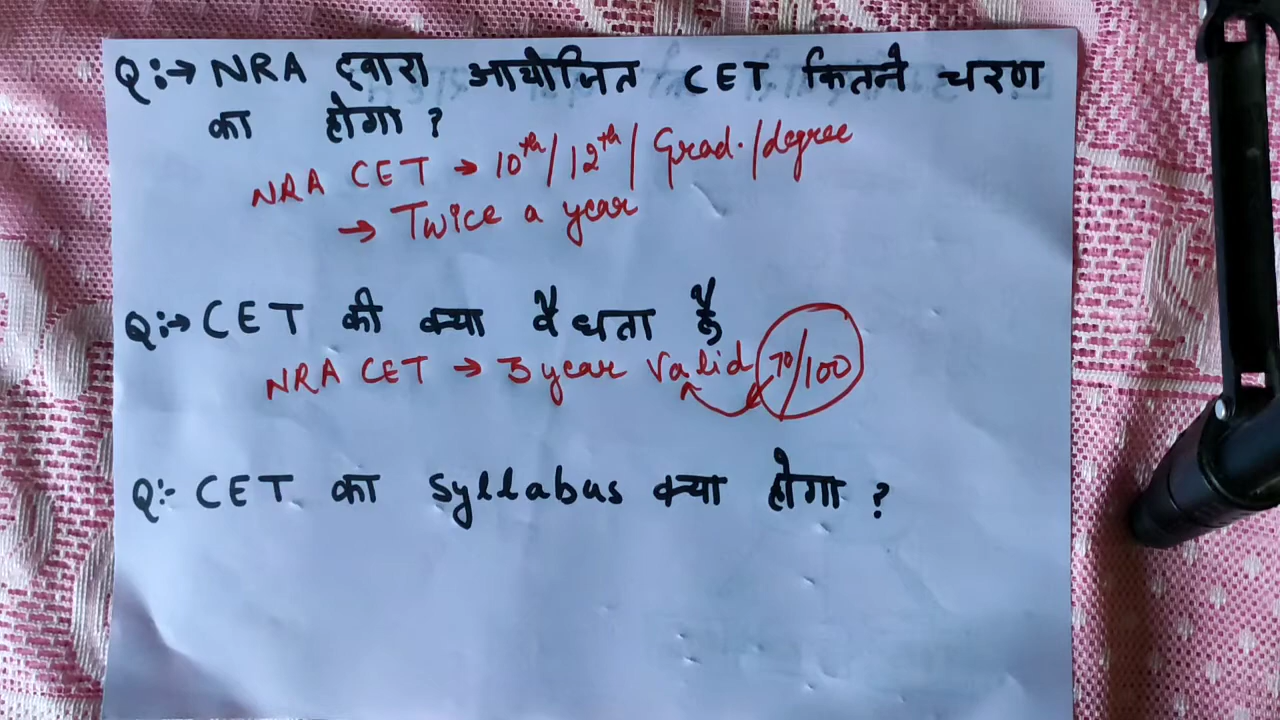 Q:→ NRA द्वारा आयोजित CET कितने चरण
का होगा ?
NRA CET → 10th/12th/Grad./degree
→ Twice a year
Q:→ CET की क्या वैधता है
NRA CET → 3 year Valid 70/100
Q:- CET का Syllabus क्या होगा ?